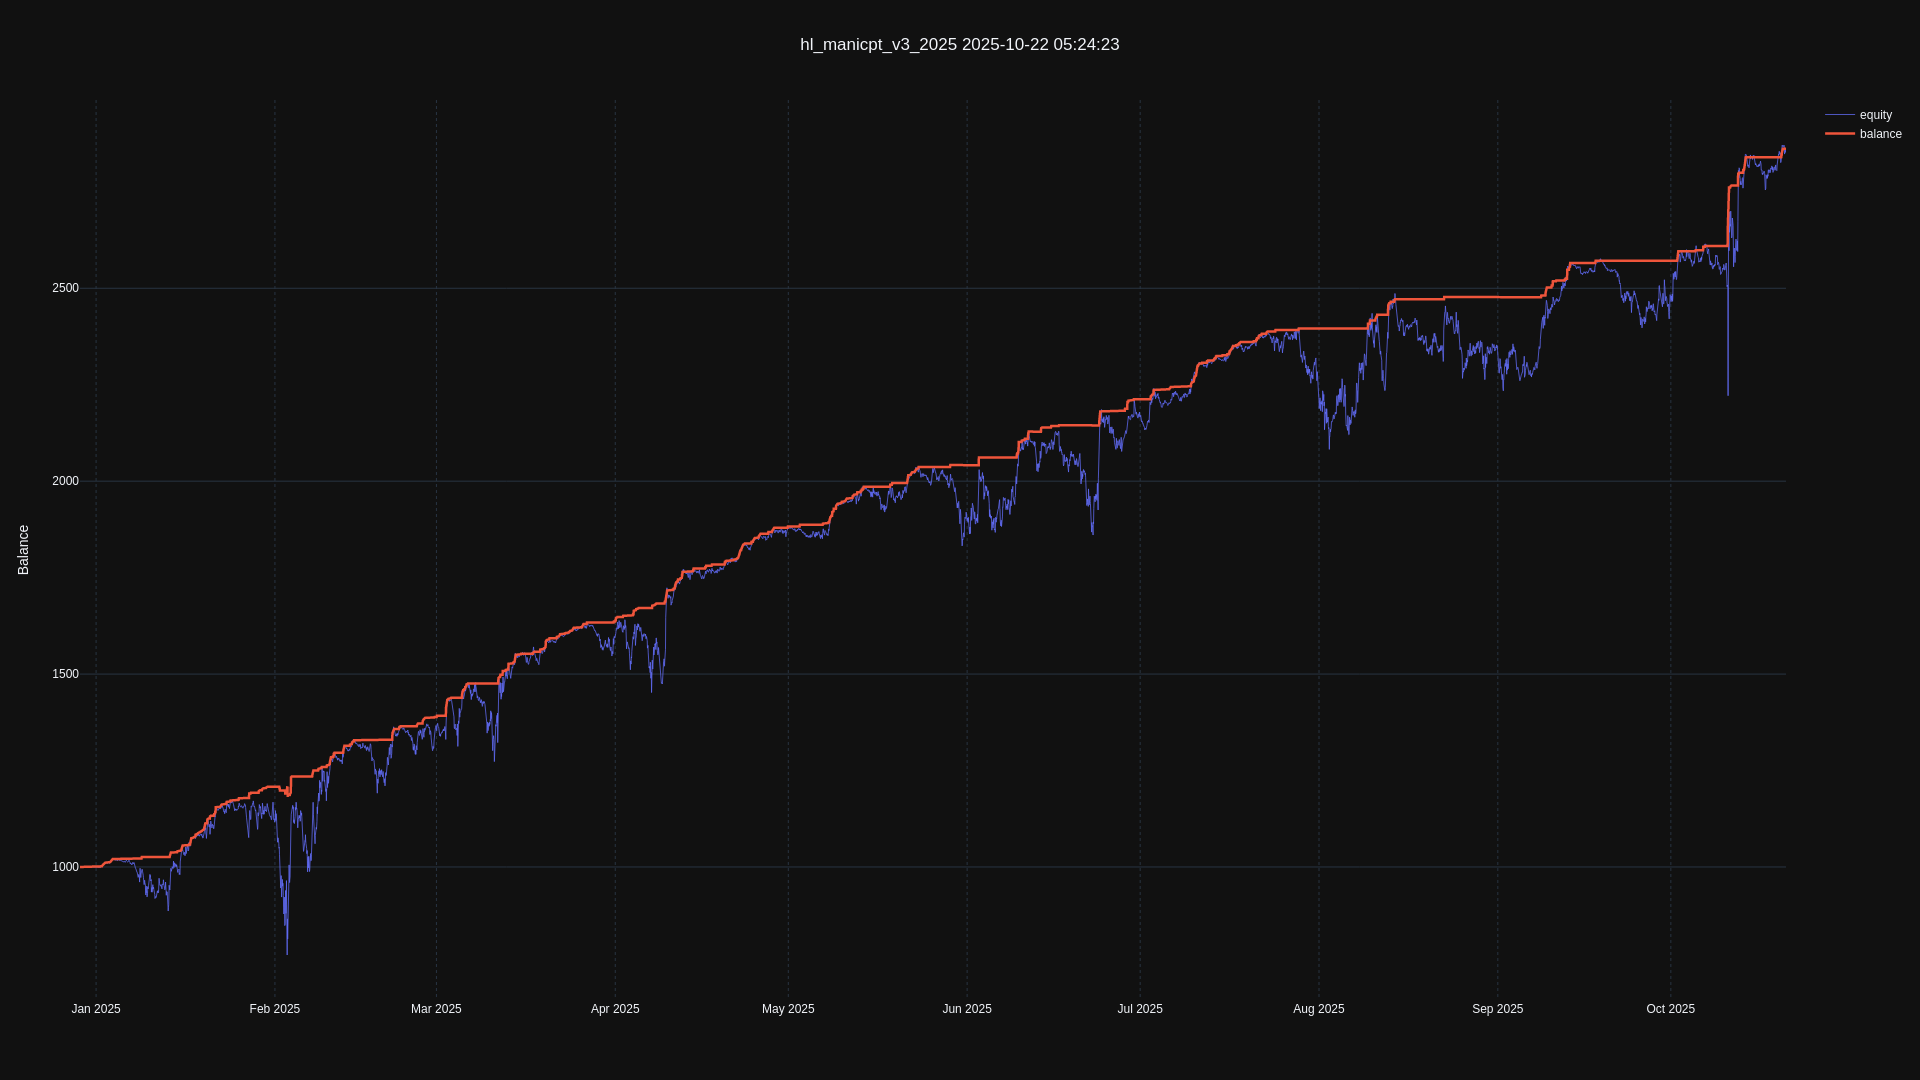 hl_manicpt_v3_2025 2025-10-22 05:24:23
equity
balance
2500
2000
1500
1000
Balance
Jan 2025
Feb 2025
Mar 2025
Apr 2025
May 2025
Jun 2025
Jul 2025
Aug 2025
Sep 2025
Oct 2025